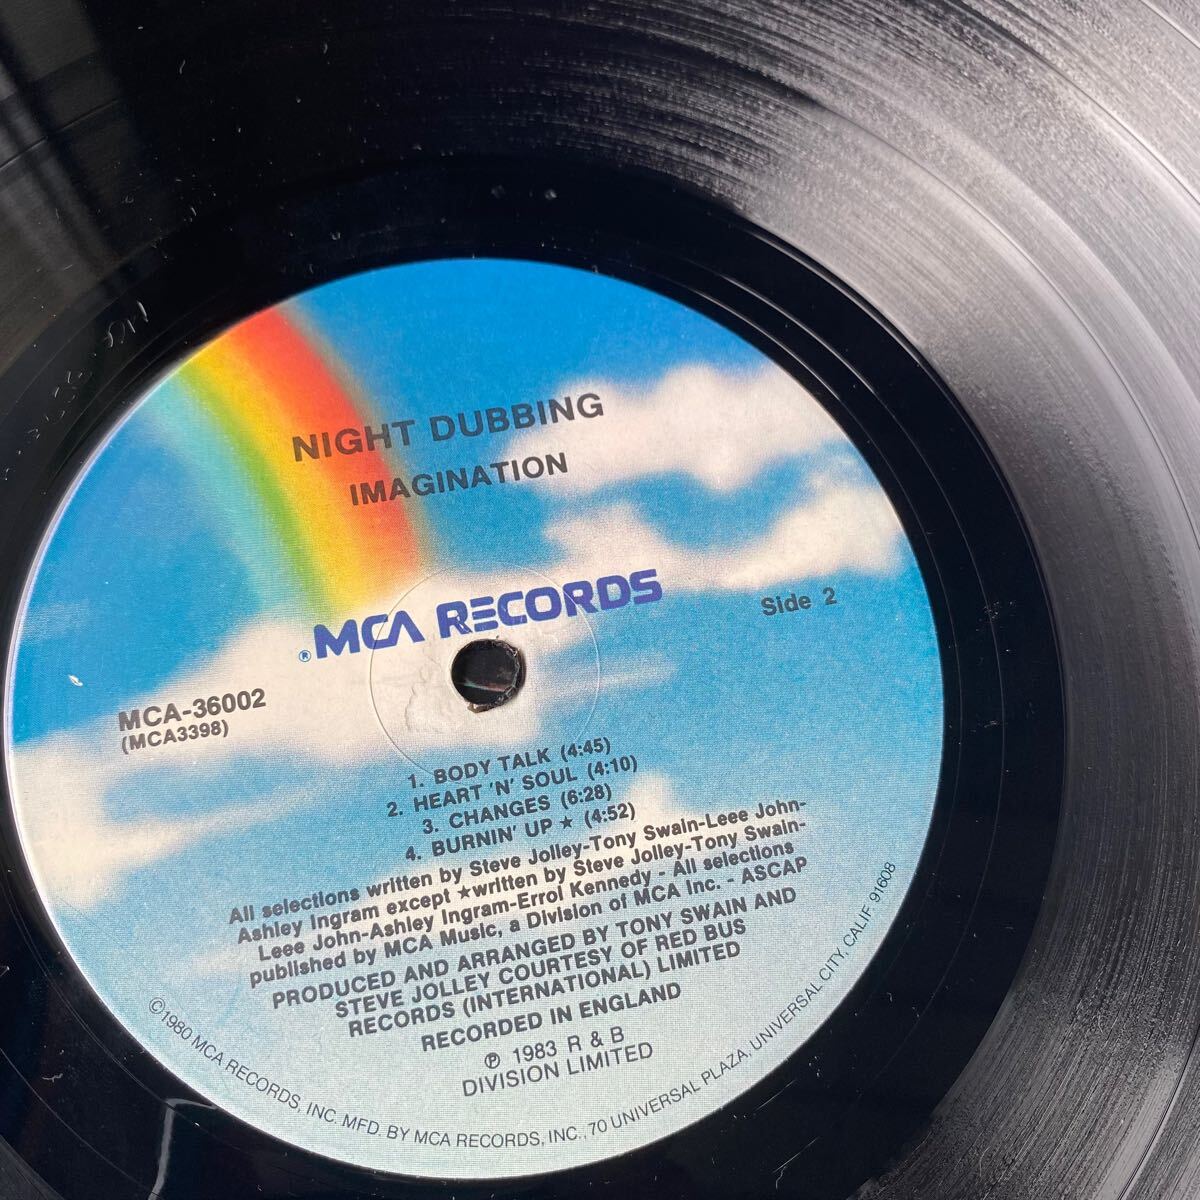 NIGHT DUBBING
IMAGINATION
®MCA RECORDS
Side 2
MCA-36002
(MCA3398)
1. BODY TALK (4:45)
2. HEART 'N' SOUL (4:10)
3. CHANGES (6:28)
4. BURNIN' UP ★ (4:52)
All selections written by Steve Jolley-Tony Swain-Leee John-
Ashley Ingram except ★written by Steve Jolley-Tony Swain-
Leee John-Ashley Ingram-Errol Kennedy - All selections
published by MCA Music, a Division of MCA Inc. - ASCAP
PRODUCED AND ARRANGED BY TONY SWAIN AND
STEVE JOLLEY COURTESY OF RED BUS
RECORDS (INTERNATIONAL) LIMITED
RECORDED IN ENGLAND
℗ 1983 R & B
DIVISION LIMITED
©1980 MCA RECORDS, INC. MFD. BY MCA RECORDS, INC., 70 UNIVERSAL PLAZA, UNIVERSAL CITY, CALIF. 91608